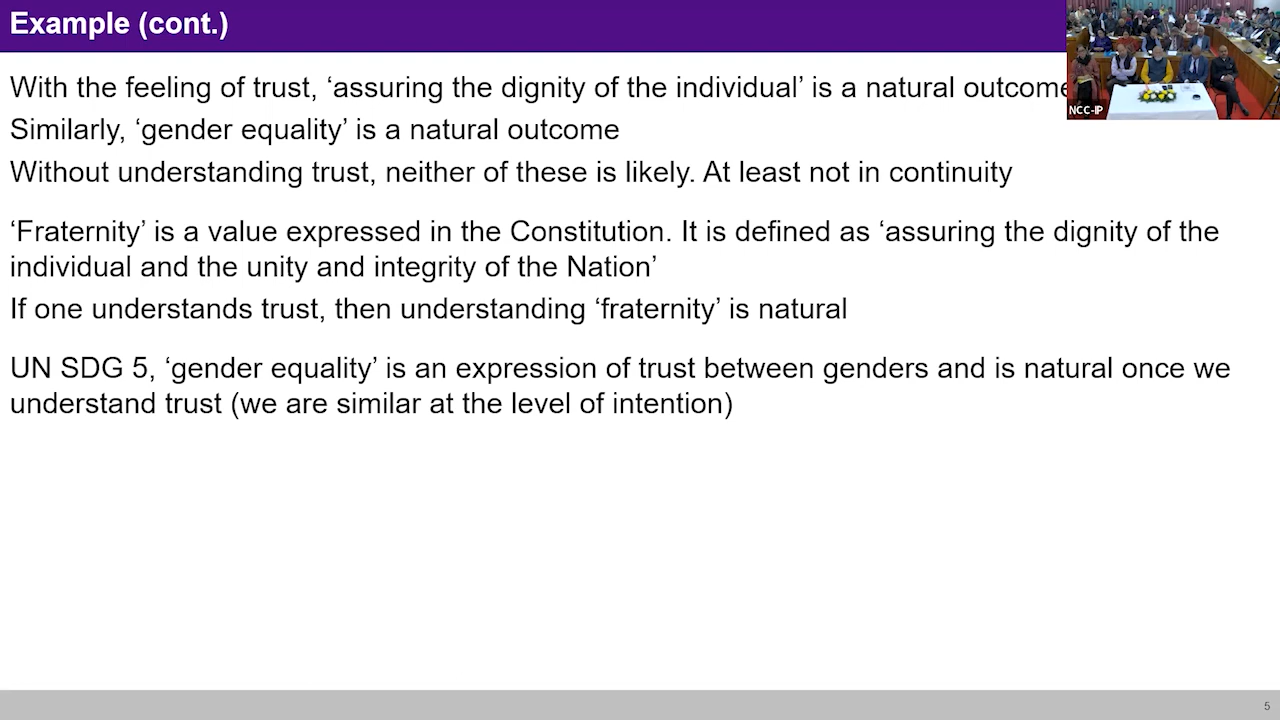 Example (cont.)
NCC-IP
With the feeling of trust, ‘assuring the dignity of the individual’ is a natural outcome
Similarly, ‘gender equality’ is a natural outcome
Without understanding trust, neither of these is likely. At least not in continuity
‘Fraternity’ is a value expressed in the Constitution. It is defined as ‘assuring the dignity of the
individual and the unity and integrity of the Nation’
If one understands trust, then understanding ‘fraternity’ is natural
UN SDG 5, ‘gender equality’ is an expression of trust between genders and is natural once we
understand trust (we are similar at the level of intention)
5